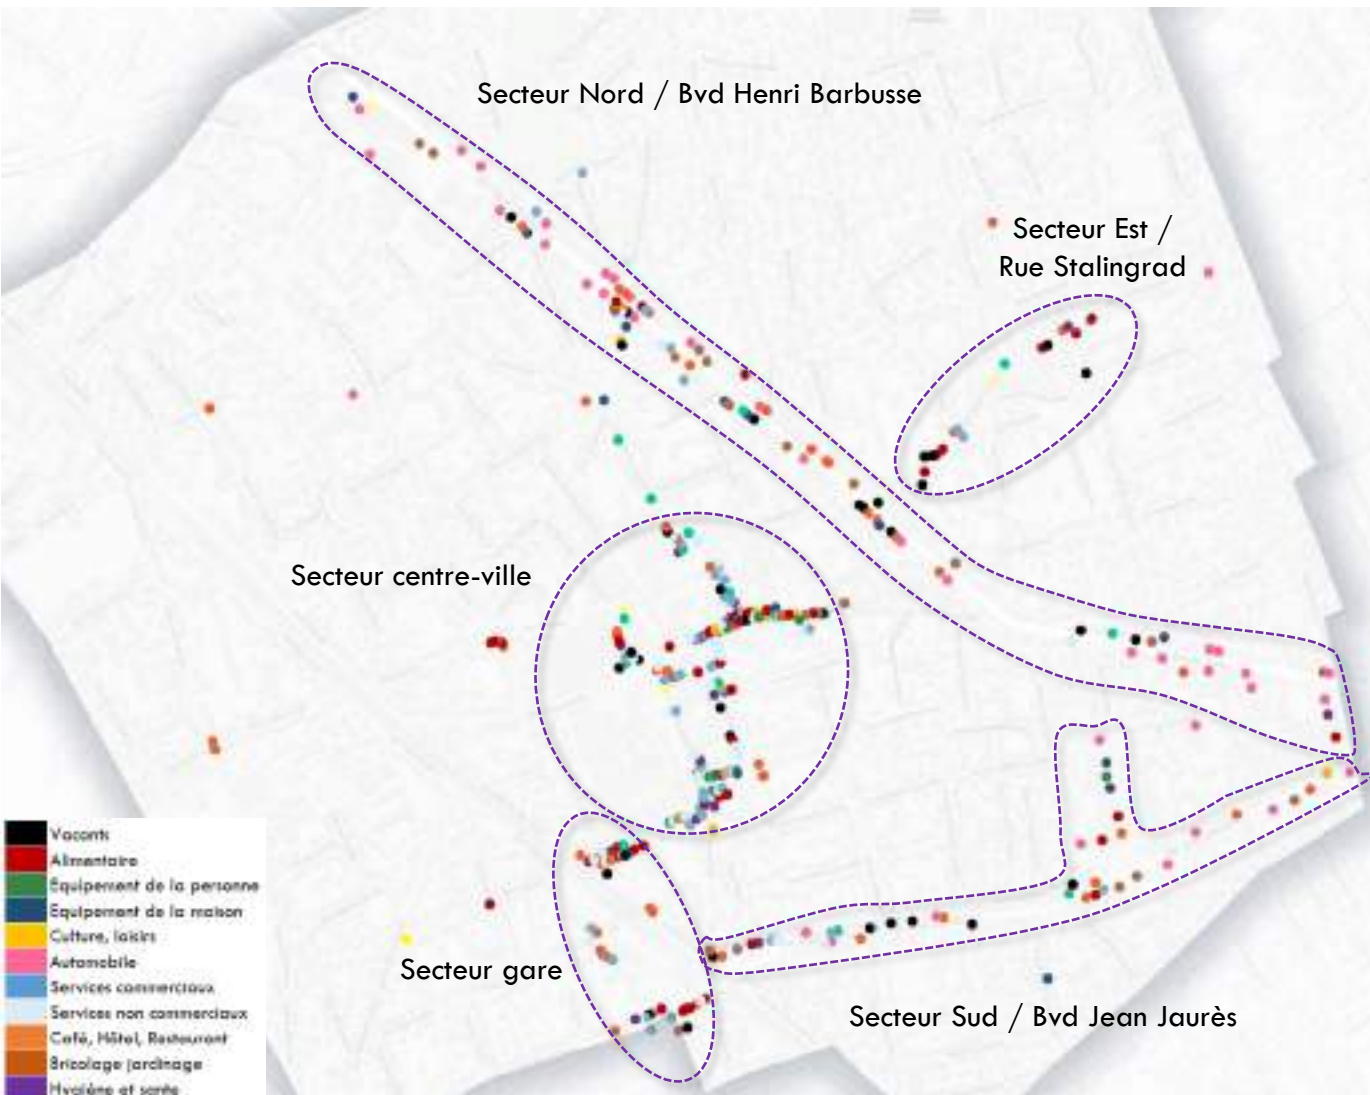 Secteur Nord / Bvd Henri Barbusse
Secteur Est /
Rue Stalingrad
Secteur centre-ville
Secteur gare
Secteur Sud / Bvd Jean Jaurès
Vacants
Alimentaire
Equipement de la personne
Equipement de la maison
Culture, loisirs
Automobile
Services commerciaux
Services non commerciaux
Café, Hôtel, Restaurant
Bricolage jardinage
Hygiène et sante